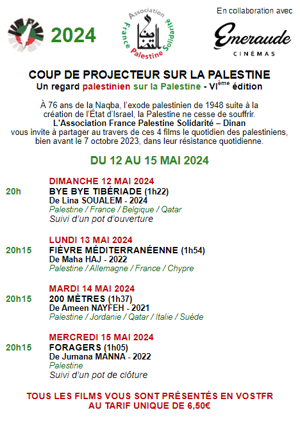 2024
Association
France Palestine Solidarité
En collaboration avec
Emeraude
CINÉMAS
COUP DE PROJECTEUR SUR LA PALESTINE
Un regard palestinien sur la Palestine - VIème édition
À 76 ans de la Naqba, l'exode palestinien de 1948 suite à la
création de l'État d'Israel, la Palestine ne cesse de souffrir.
L'Association France Palestine Solidarité – Dinan
vous invite à partager au travers de ces 4 films le quotidien des palestiniens,
bien avant le 7 octobre 2023, dans leur résistance quotidienne.
DU 12 AU 15 MAI 2024
DIMANCHE 12 MAI 2024
20h BYE BYE TIBÉRIADE (1h22)
De Lina SOUALEM - 2024
Palestine / France / Belgique / Qatar
Suivi d'un pot d'ouverture
LUNDI 13 MAI 2024
20h15 FIÈVRE MÉDITERRANÉENNE (1h54)
De Maha HAJ - 2022
Palestine / Allemagne / France / Chypre
MARDI 14 MAI 2024
20h15 200 MÈTRES (1h37)
De Ameen NAYFEH - 2021
Palestine / Jordanie / Qatar / Italie / Suède
MERCREDI 15 MAI 2024
20h15 FORAGERS (1h05)
De Jumana MANNA - 2022
Palestine
Suivi d'un pot de clôture
TOUS LES FILMS VOUS SONT PRÉSENTÉS EN VOSTFR
AU TARIF UNIQUE DE 6,50€